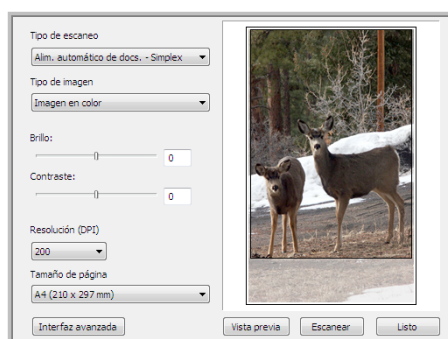 Tipo de escaneo
Alim. automático de docs. - Simplex
Tipo de imagen
Imagen en color
Brillo:
0
Contraste:
0
Resolución (DPI)
200
Tamaño de página
A4 (210 x 297 mm)
Interfaz avanzada
Vista previa
Escanear
Listo